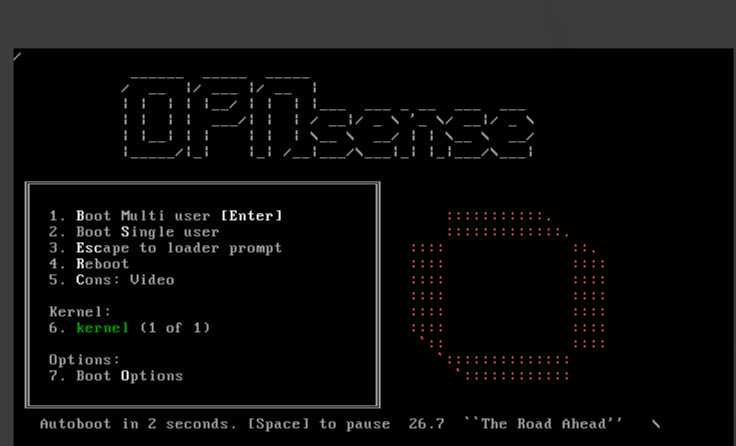 OPNsense
1. Boot Multi user [Enter]
2. Boot Single user
3. Escape to loader prompt
4. Reboot
5. Cons: Video
Kernel:
6. kernel (1 of 1)
Options:
7. Boot Options
Autoboot in 2 seconds. [Space] to pause  26.7  ``The Road Ahead''  \